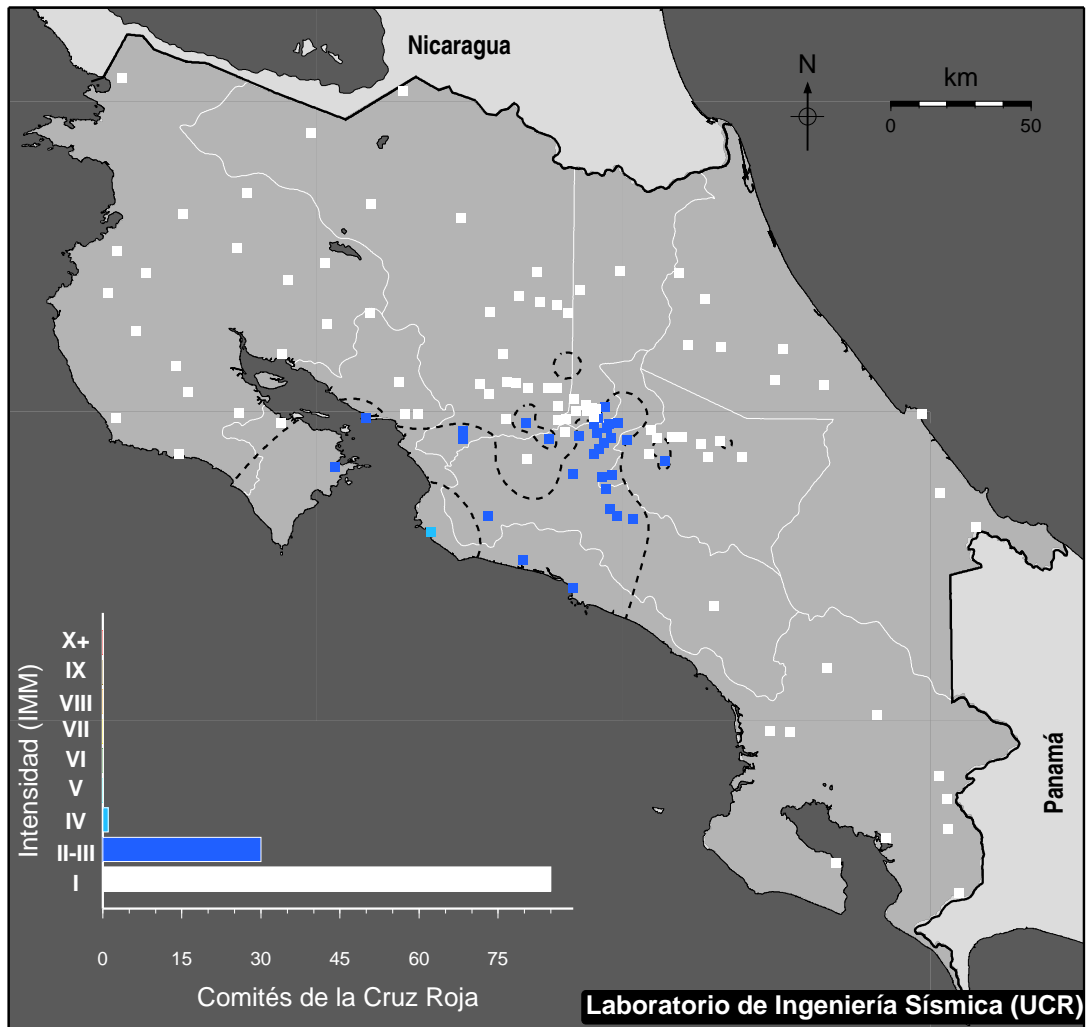 Nicaragua
N
km
0 50
X+
IX
VIII
VII
VI
V
IV
II-III
I
Intensidad (IMM)
0 15 30 45 60 75
Comités de la Cruz Roja
Panamá
Laboratorio de Ingeniería Sísmica (UCR)